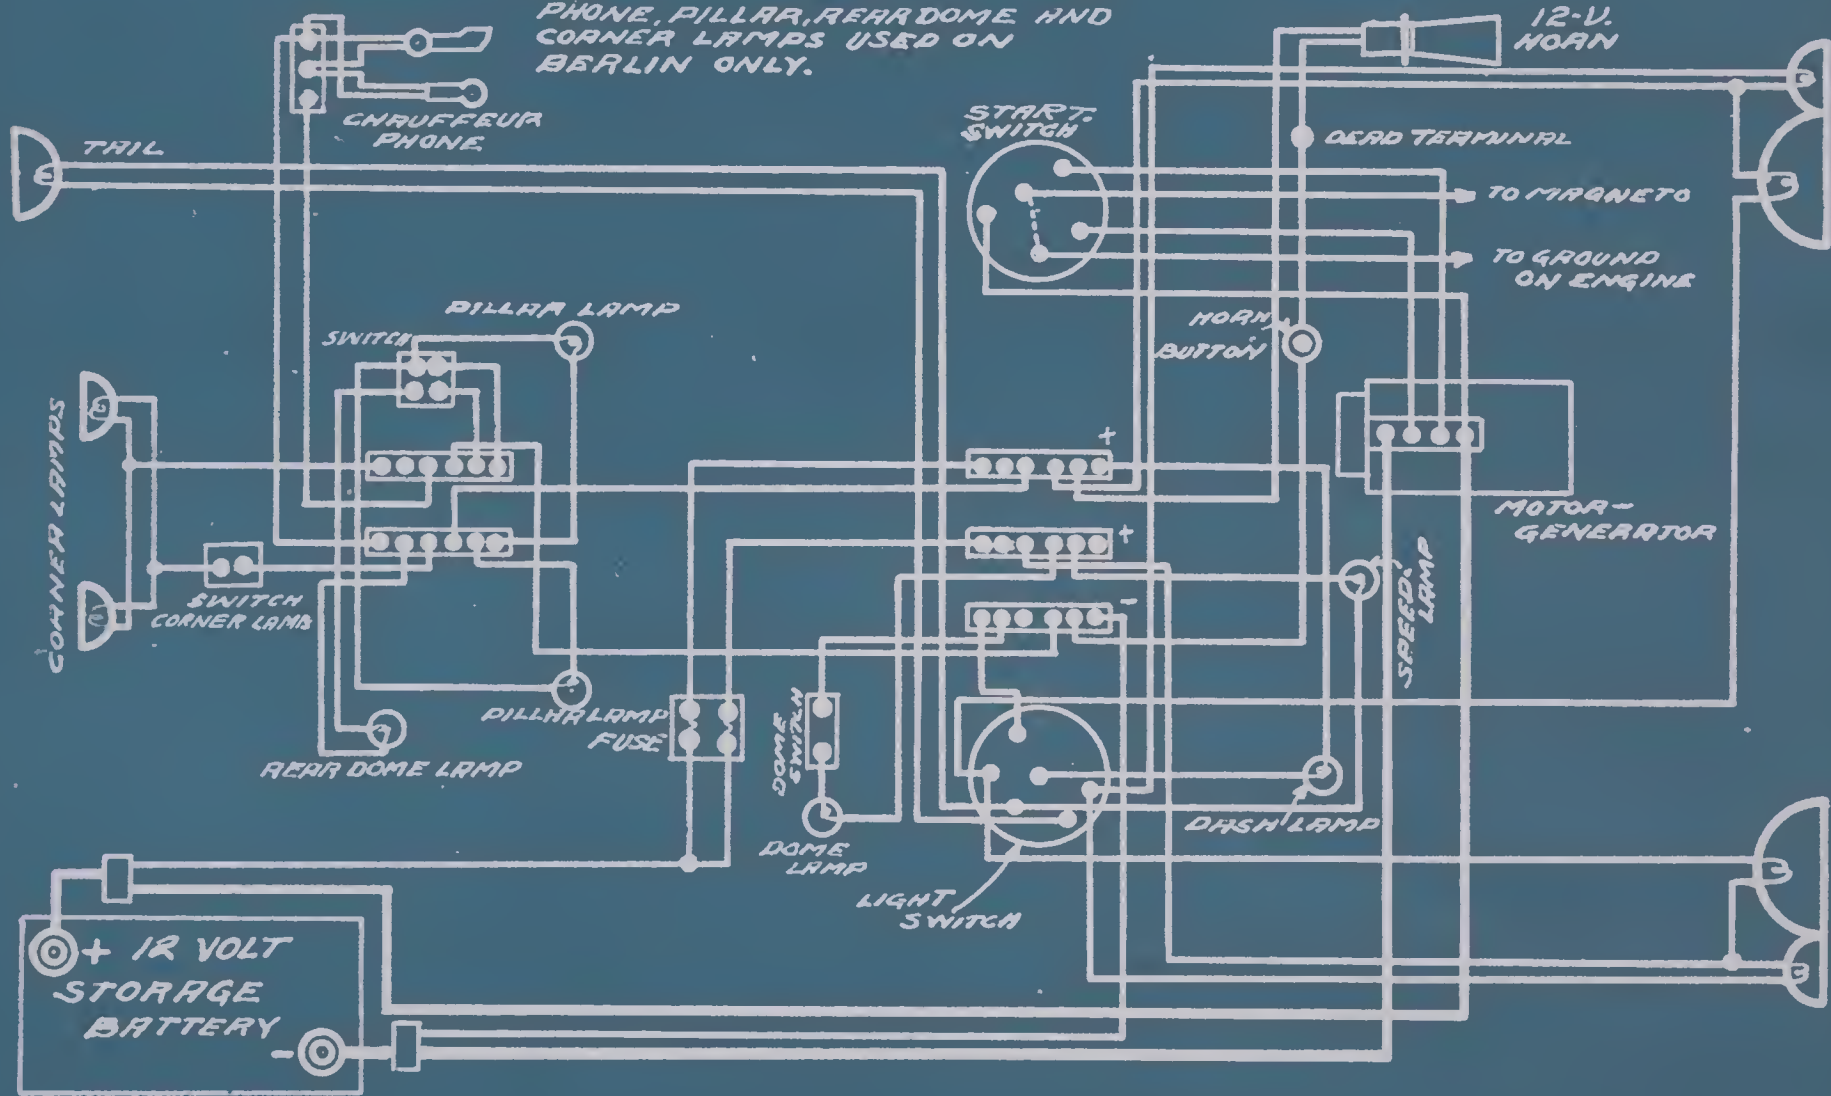 PHONE, PILLAR, REAR DOME AND
CORNER LAMPS USED ON
BERLIN ONLY.
12-V.
HORN
CHAUFFEUR
PHONE
TAIL
START.
SWITCH
DEAD TERMINAL
TO MAGNETO
TO GROUND
ON ENGINE
PILLAR LAMP
SWITCH
HORN
BUTTON
CORNER LAMPS
+
MOTOR-
GENERATOR
+
SWITCH
CORNER LAMB
-
SPEED.
LAMP
PILLAR LAMP
FUSE
DOME
SWITCH
REAR DOME LAMP
DASH LAMP
DOME
LAMP
LIGHT
SWITCH
+ 12 VOLT
STORAGE
BATTERY
-